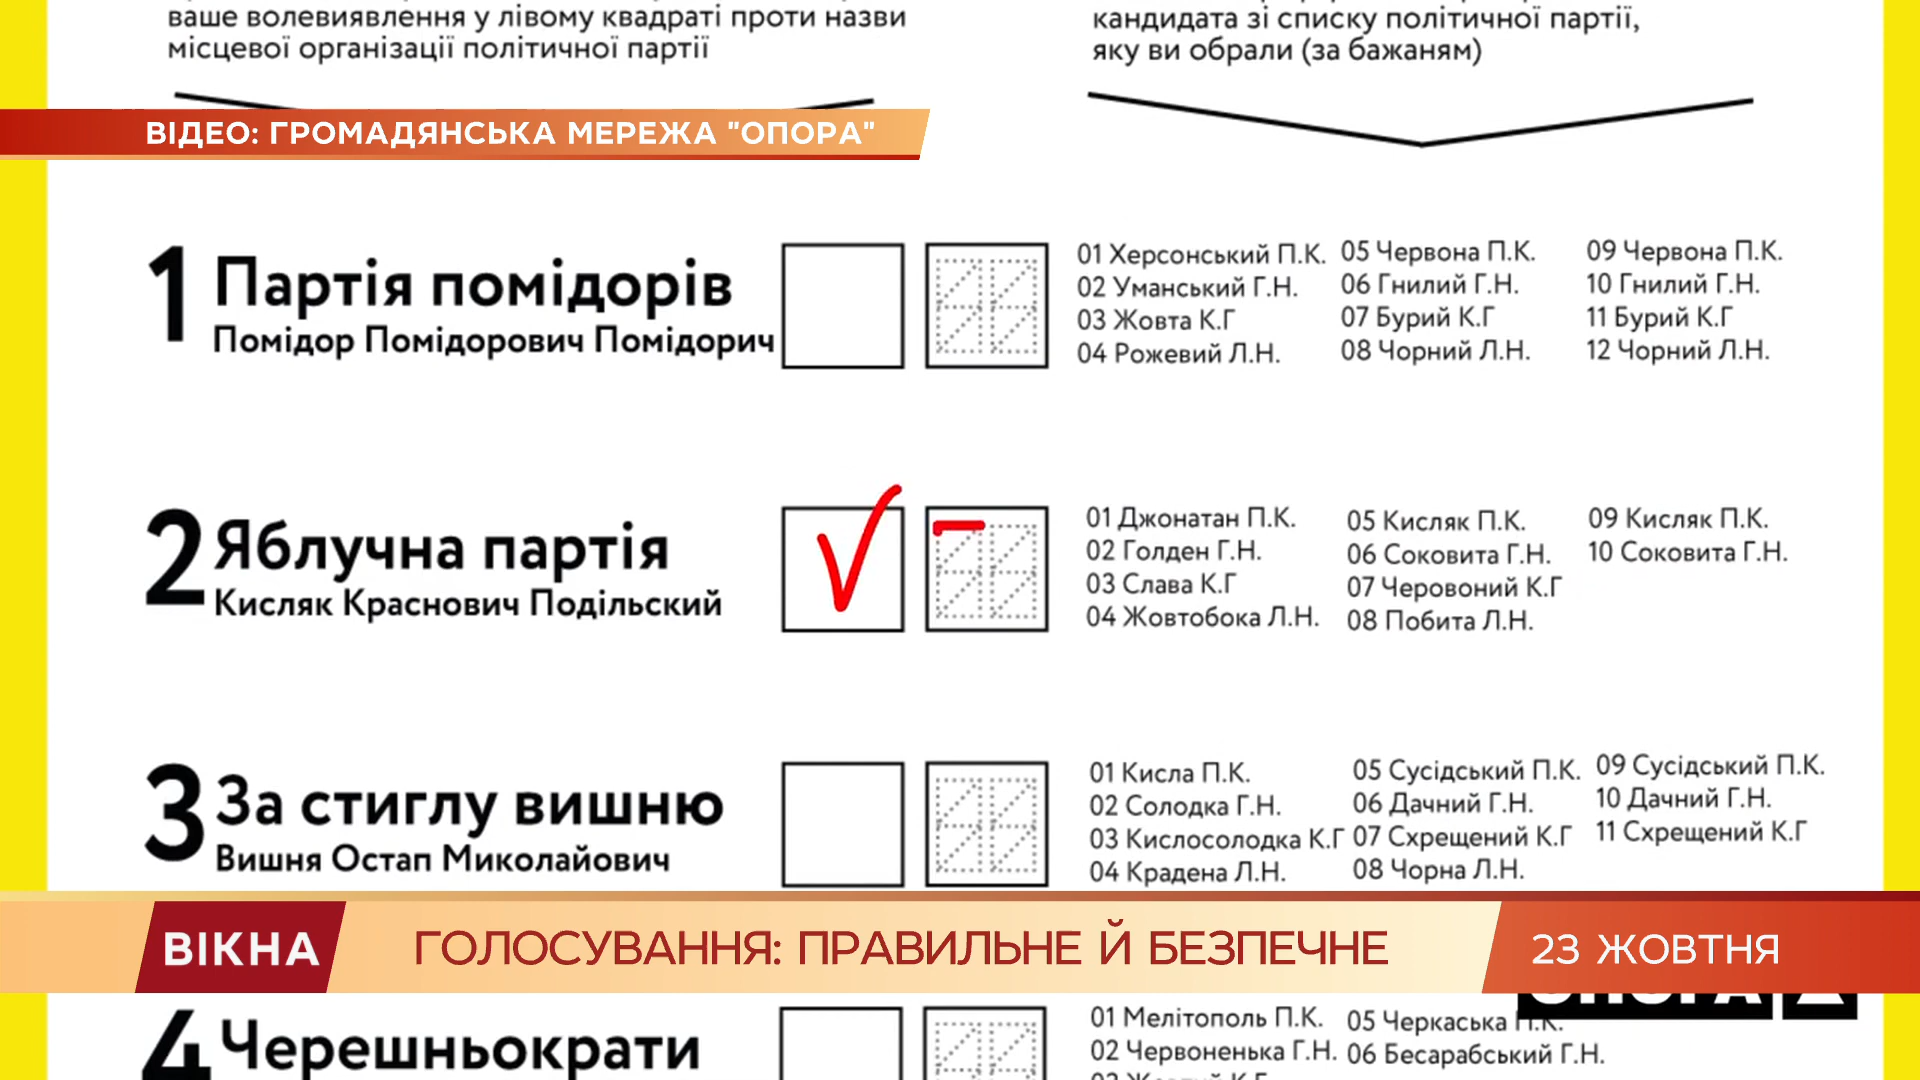 ваше волевиявлення у лівому квадраті проти назви
місцевої організації політичної партії
кандидата зі списку політичної партії,
яку ви обрали (за бажаням)
ВІДЕО: ГРОМАДЯНСЬКА МЕРЕЖА "ОПОРА"
1 Партія помідорів
Помідор Помідорович Помідорич
01 Херсонський П.К.
02 Уманський Г.Н.
03 Жовта К.Г
04 Рожевий Л.Н.
05 Червона П.К.
06 Гнилий Г.Н.
07 Бурий К.Г
08 Чорний Л.Н.
09 Червона П.К.
10 Гнилий Г.Н.
11 Бурий К.Г
12 Чорний Л.Н.
2 Яблучна партія
Кисляк Краснович Подільский
01 Джонатан П.К.
02 Голден Г.Н.
03 Слава К.Г
04 Жовтобока Л.Н.
05 Кисляк П.К.
06 Соковита Г.Н.
07 Черовоний К.Г
08 Побита Л.Н.
09 Кисляк П.К.
10 Соковита Г.Н.
3 За стиглу вишню
Вишня Остап Миколайович
01 Кисла П.К.
02 Солодка Г.Н.
03 Кислосолодка К.Г
04 Крадена Л.Н.
05 Сусідський П.К.
06 Дачний Г.Н.
07 Схрещений К.Г
08 Чорна Л.Н.
09 Сусідський П.К.
10 Дачний Г.Н.
11 Схрещений К.Г
ВІКНА
ГОЛОСУВАННЯ: ПРАВИЛЬНЕ Й БЕЗПЕЧНЕ
23 ЖОВТНЯ
4 Черешньократи
01 Мелітополь П.К.
02 Червоненька Г.Н.
05 Черкаська П.К.
06 Бесарабський Г.Н.